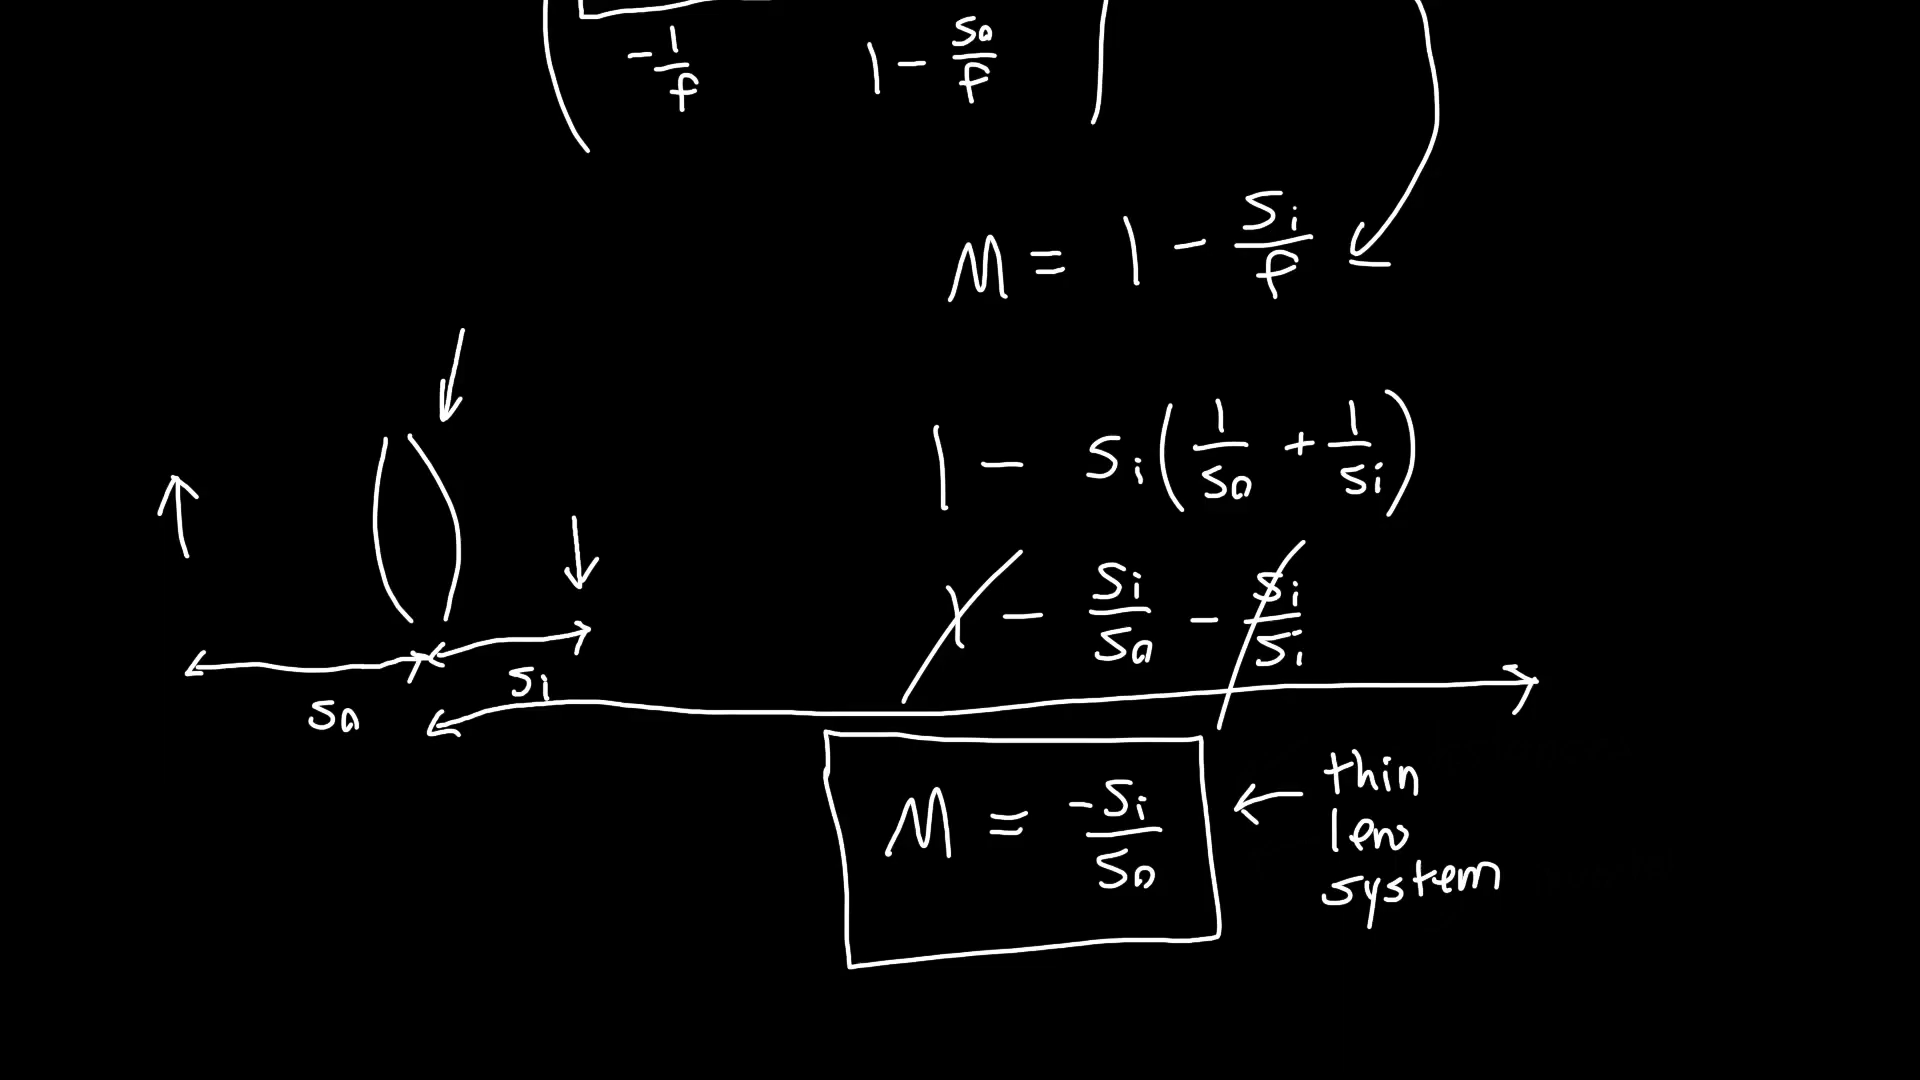 -1/f    1 - so/f
M = 1 - si/f
1 - si(1/so + 1/si)
1 - si/so - si/si
si
so
M = -si/so
thin
lens
system